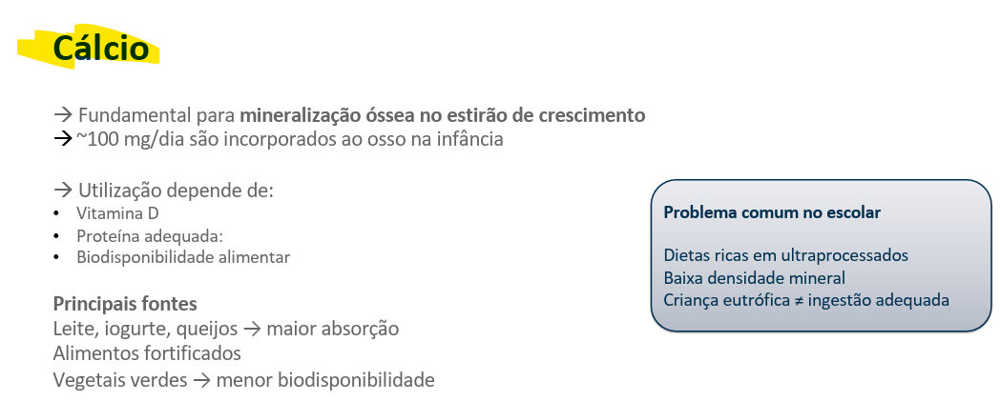 Cálcio
→ Fundamental para mineralização óssea no estirão de crescimento
→ ~100 mg/dia são incorporados ao osso na infância
→ Utilização depende de:
• Vitamina D
• Proteína adequada:
• Biodisponibilidade alimentar
Principais fontes
Leite, iogurte, queijos → maior absorção
Alimentos fortificados
Vegetais verdes → menor biodisponibilidade
Problema comum no escolar
Dietas ricas em ultraprocessados
Baixa densidade mineral
Criança eutrófica ≠ ingestão adequada